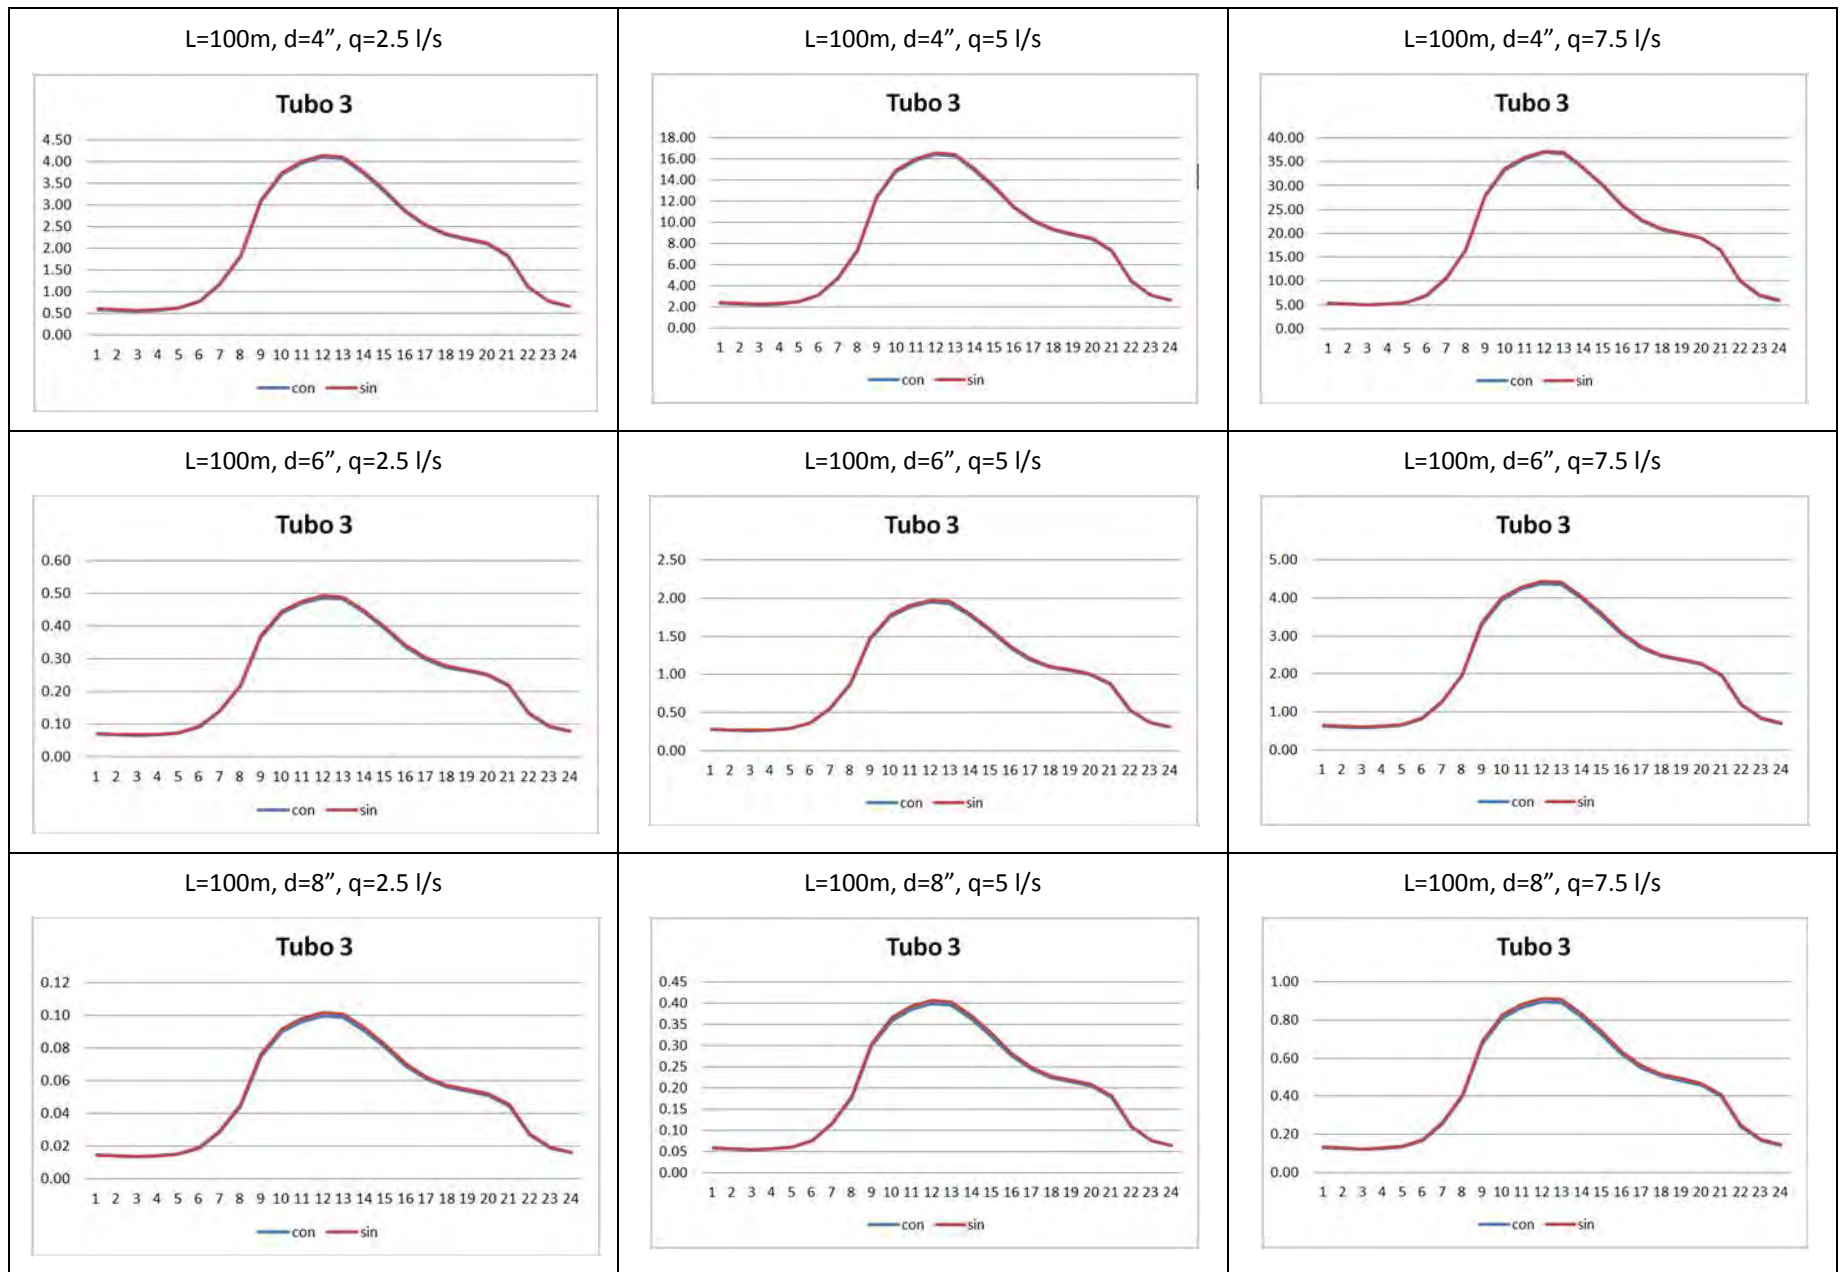 L=100m, d=4”, q=2.5 l/s
Tubo 3
4.50
4.00
3.50
3.00
2.50
2.00
1.50
1.00
0.50
0.00
1 2 3 4 5 6 7 8 9 10 11 12 13 14 15 16 17 18 19 20 21 22 23 24
con sin
L=100m, d=4”, q=5 l/s
Tubo 3
18.00
16.00
14.00
12.00
10.00
8.00
6.00
4.00
2.00
0.00
1 2 3 4 5 6 7 8 9 10 11 12 13 14 15 16 17 18 19 20 21 22 23 24
con sin
L=100m, d=4”, q=7.5 l/s
Tubo 3
40.00
35.00
30.00
25.00
20.00
15.00
10.00
5.00
0.00
1 2 3 4 5 6 7 8 9 10 11 12 13 14 15 16 17 18 19 20 21 22 23 24
con sin
L=100m, d=6”, q=2.5 l/s
Tubo 3
0.60
0.50
0.40
0.30
0.20
0.10
0.00
1 2 3 4 5 6 7 8 9 10 11 12 13 14 15 16 17 18 19 20 21 22 23 24
con sin
L=100m, d=6”, q=5 l/s
Tubo 3
2.50
2.00
1.50
1.00
0.50
0.00
1 2 3 4 5 6 7 8 9 10 11 12 13 14 15 16 17 18 19 20 21 22 23 24
con sin
L=100m, d=6”, q=7.5 l/s
Tubo 3
5.00
4.00
3.00
2.00
1.00
0.00
1 2 3 4 5 6 7 8 9 10 11 12 13 14 15 16 17 18 19 20 21 22 23 24
con sin
L=100m, d=8”, q=2.5 l/s
Tubo 3
0.12
0.10
0.08
0.06
0.04
0.02
0.00
1 2 3 4 5 6 7 8 9 10 11 12 13 14 15 16 17 18 19 20 21 22 23 24
con sin
L=100m, d=8”, q=5 l/s
Tubo 3
0.45
0.40
0.35
0.30
0.25
0.20
0.15
0.10
0.05
0.00
1 2 3 4 5 6 7 8 9 10 11 12 13 14 15 16 17 18 19 20 21 22 23 24
con sin
L=100m, d=8”, q=7.5 l/s
Tubo 3
1.00
0.80
0.60
0.40
0.20
0.00
1 2 3 4 5 6 7 8 9 10 11 12 13 14 15 16 17 18 19 20 21 22 23 24
con sin